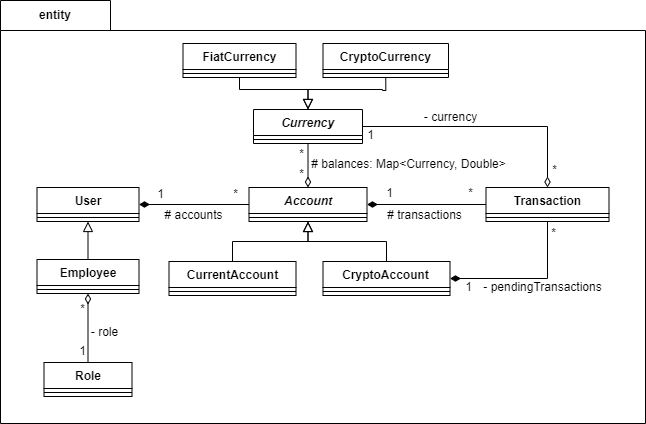 entity
FiatCurrency
CryptoCurrency
Currency
- currency
1
*
# balances: Map<Currency, Double>
*
*
User
1
*
# accounts
Account
1
*
# transactions
Transaction
*
Employee
CurrentAccount
CryptoAccount
1
- pendingTransactions
*
- role
1
Role